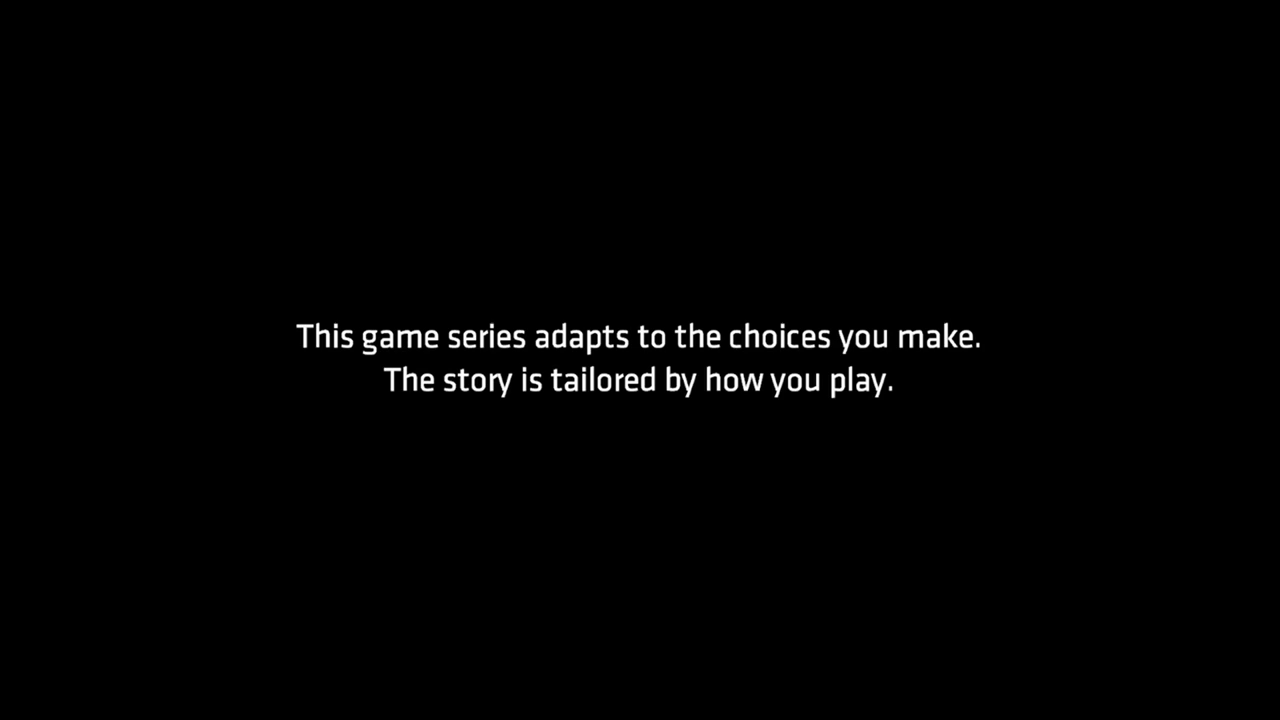 This game series adapts to the choices you make.
The story is tailored by how you play.